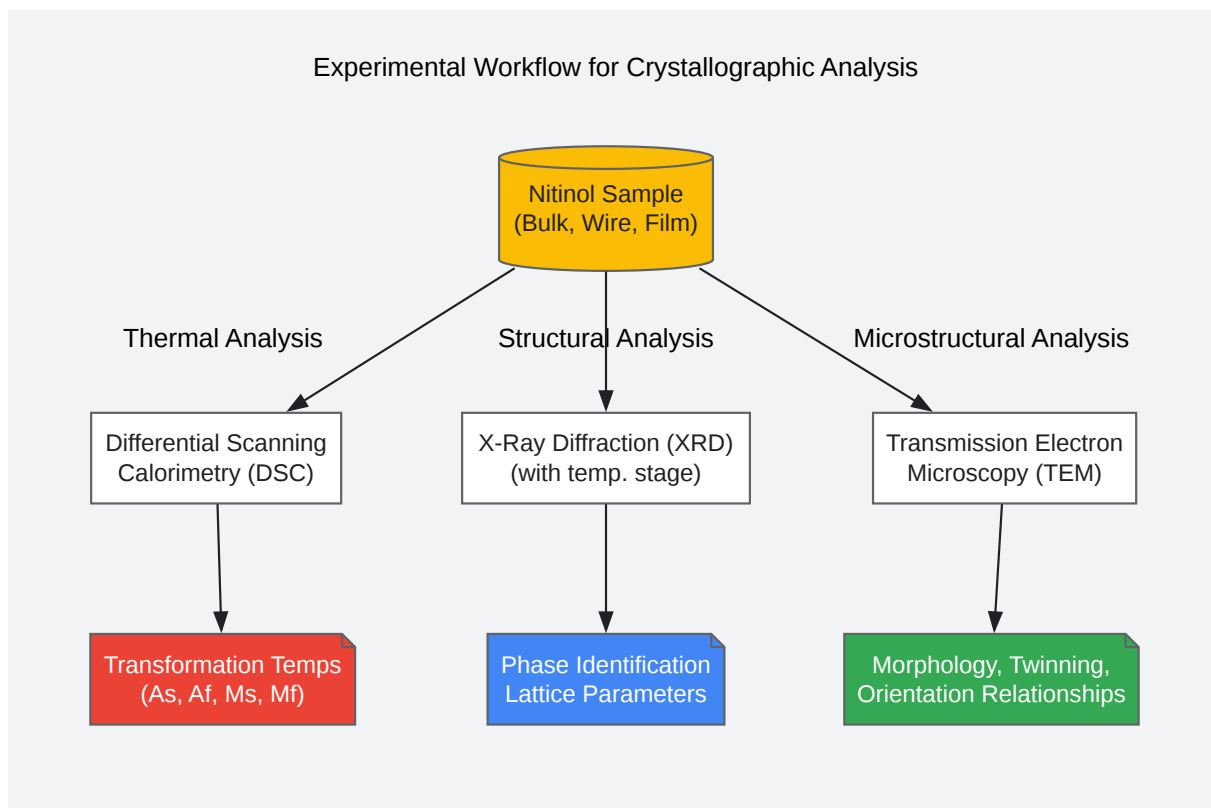 Experimental Workflow for Crystallographic Analysis
Nitinol Sample
(Bulk, Wire, Film)
Thermal Analysis
Structural Analysis
Microstructural Analysis
Differential Scanning
Calorimetry (DSC)
X-Ray Diffraction (XRD)
(with temp. stage)
Transmission Electron
Microscopy (TEM)
Transformation Temps
(As, Af, Ms, Mf)
Phase Identification
Lattice Parameters
Morphology, Twinning,
Orientation Relationships